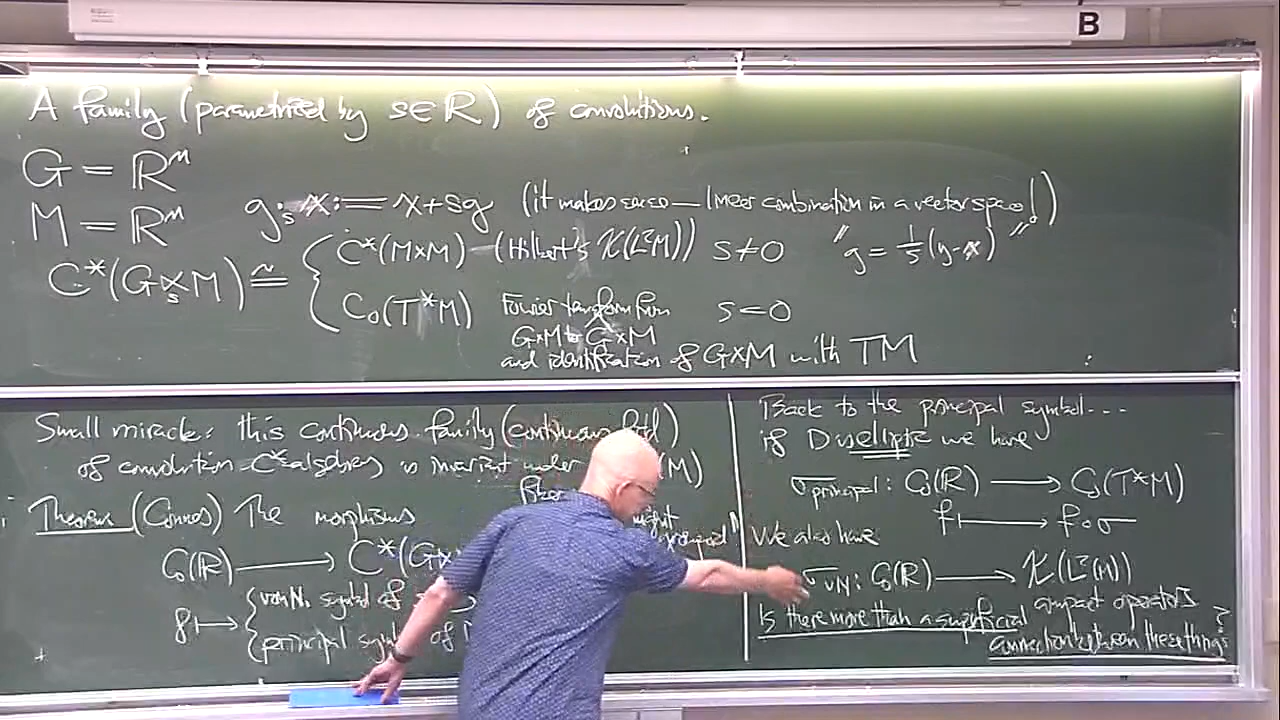 B
A family (parametrized by s∈R) of convolutions.
G = Rⁿ
M = Rⁿ
g·ₛx := x+sg (it makes sense — linear combination in a vector space!)
C*(G⋊ₛM) ≅ { C*(M×M) (Hilbert's K(L²M)) s≠0 "g = 1/s (y-x)"
C₀(T*M) Fourier transform from s=0
G×M to Ĝ×M
and identification of G×M with TM
Small miracle: this continuous family (continuous field)
of convolution C*-algebras is invariant under (M)
Theorem (Connes) The morphisms
C₀(R) → C*(G
f ↦ { von N. symbol of
principal symbol of
Back to the principal symbol...
if D is elliptic we have
σprincipal: C₀(R) → C₀(T*M)
f ↦ f∘σ
We also have
σvN: C₀(R) → K(L²(M))
compact operators
Is there more than a superficial
connection between these things?